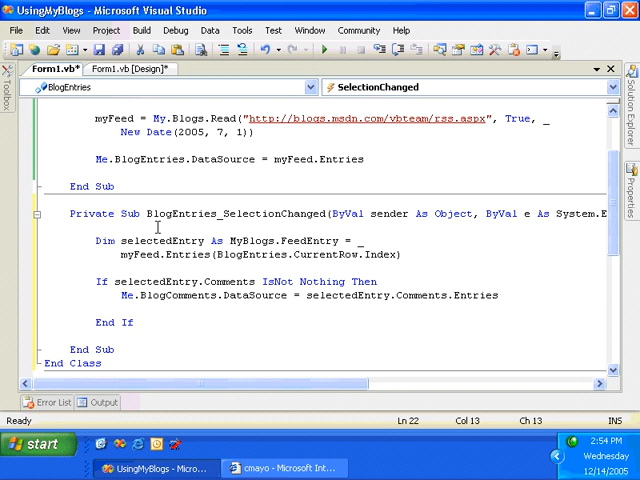 UsingMyBlogs - Microsoft Visual Studio
File Edit View Project Build Debug Data Tools Window Community Help
Form1.vb* Form1.vb [Design]*
BlogEntries SelectionChanged
Toolbox
Solution Explorer
Properties
myFeed = My.Blogs.Read("http://blogs.msdn.com/vbteam/rss.aspx", True, _
New Date(2005, 7, 1))
Me.BlogEntries.DataSource = myFeed.Entries
End Sub
Private Sub BlogEntries_SelectionChanged(ByVal sender As Object, ByVal e As System.E
Dim selectedEntry As MyBlogs.FeedEntry = _
myFeed.Entries(BlogEntries.CurrentRow.Index)
If selectedEntry.Comments IsNot Nothing Then
Me.BlogComments.DataSource = selectedEntry.Comments.Entries
End If
End Sub
End Class
Error List Output
Ready Ln 22 Col 13 Ch 13 INS
start UsingMyBlogs - Micro... cmayo - Microsoft Int...
2:54 PM
Wednesday
12/14/2005